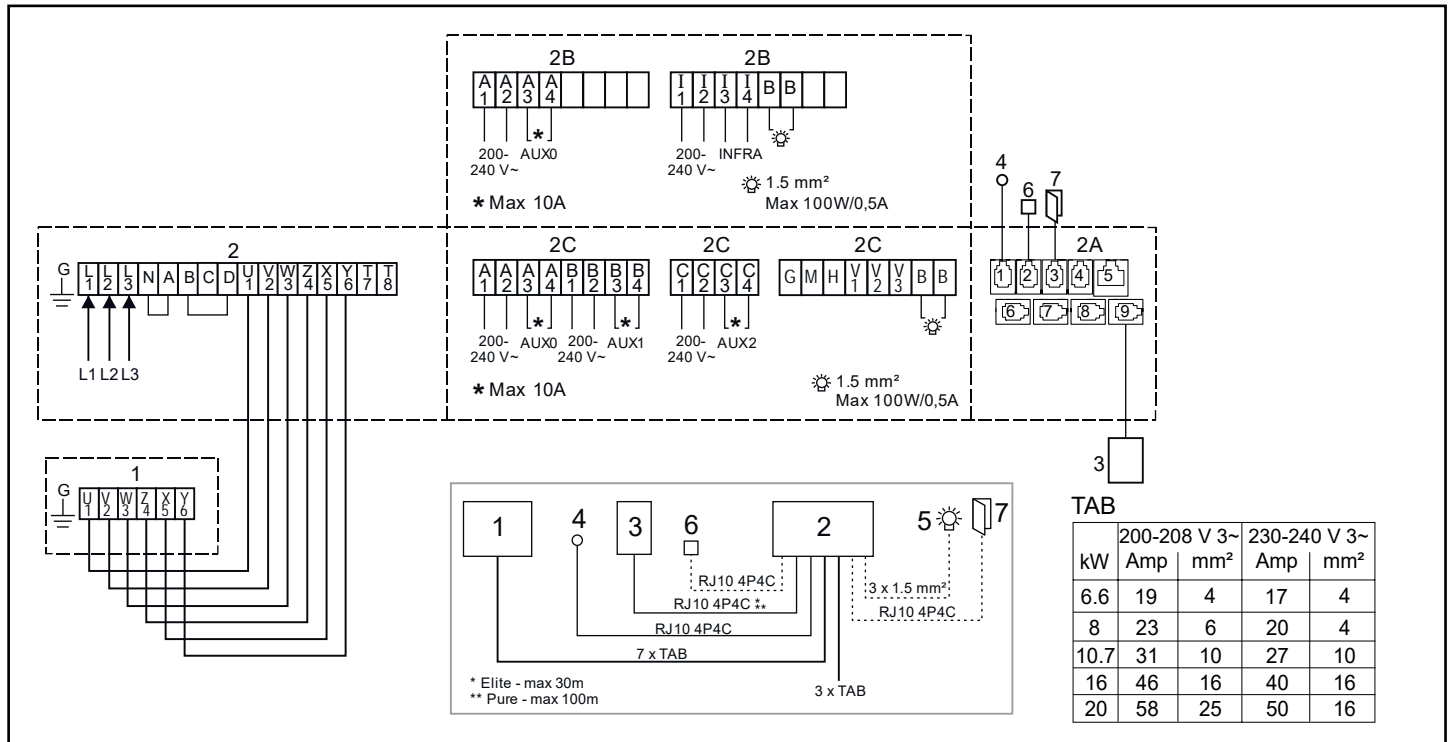 2B
A1 A2 A3 A4
200-240 V~
*
AUX0
* Max 10A
2B
I1 I2 I3 I4 B B
200-240 V~
INFRA
1.5 mm²
Max 100W/0,5A
4
6
7
2
G L1 L2 L3 N A B C D U1 V2 W3 Z4 X5 Y6 T7 T8
L1 L2 L3
2C
A1 A2 A3 A4 B1 B2 B3 B4
200-240 V~
*
AUX0
200-240 V~
*
AUX1
* Max 10A
2C
C1 C2 C3 C4
200-240 V~
*
AUX2
2C
G M H V1 V2 V3 B B
1.5 mm²
Max 100W/0,5A
2A
1 2 3 4 5
6 7 8 9
3
1
G U1 V2 W3 Z4 X5 Y6
1
4
3
6
2
5
7
RJ10 4P4C
RJ10 4P4C * **
RJ10 4P4C
7 x TAB
3 x 1.5 mm²
RJ10 4P4C
3 x TAB
* Elite - max 30m
** Pure - max 100m
TAB
200-208 V 3~ 230-240 V 3~
kW Amp mm² Amp mm²
6.6 19 4 17 4
8 23 6 20 4
10.7 31 10 27 10
16 46 16 40 16
20 58 25 50 16